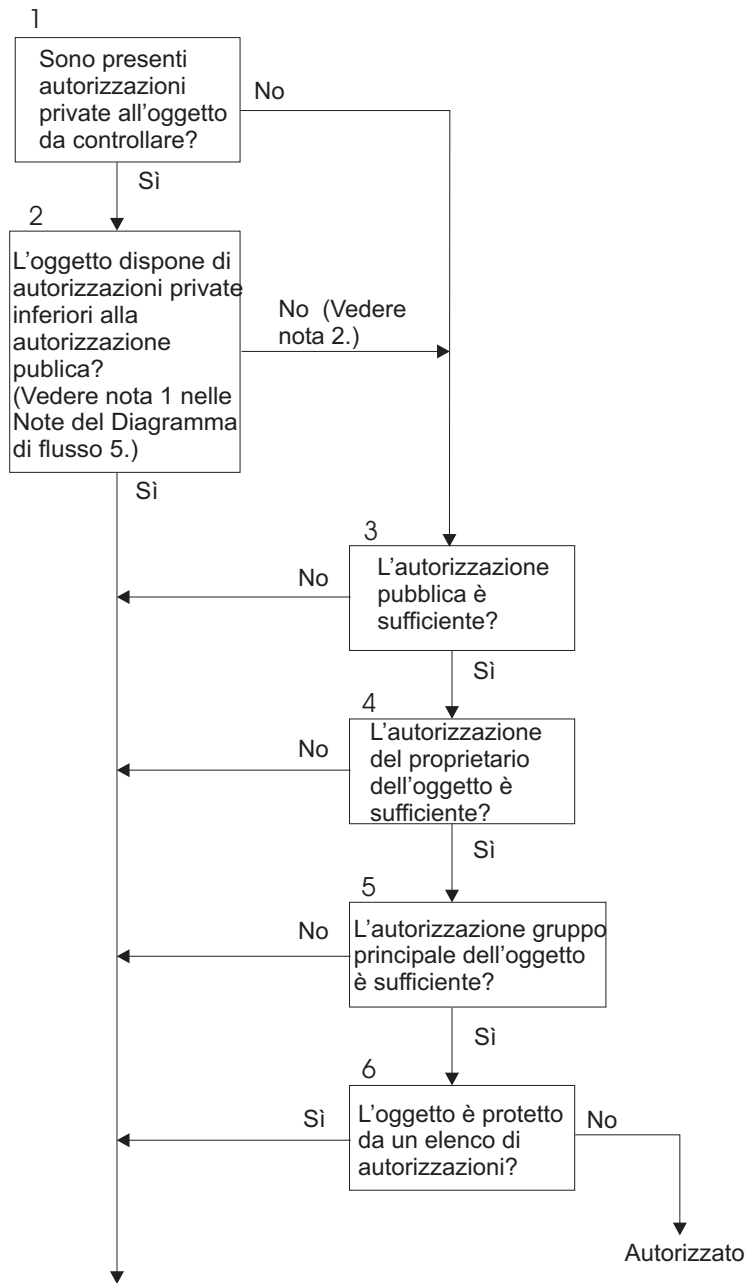 1
Sono presenti
autorizzazioni
private all'oggetto
da controllare?
No
Sì
2
L'oggetto dispone di
autorizzazioni private
inferiori alla
autorizzazione
publica?
(Vedere nota 1 nelle
Note del Diagramma
di flusso 5.)
No (Vedere
nota 2.)
Sì
3
L'autorizzazione
pubblica è
sufficiente?
No
Sì
4
L'autorizzazione
del proprietario
dell'oggetto è
sufficiente?
No
Sì
5
L'autorizzazione gruppo
principale dell'oggetto
è sufficiente?
No
Sì
6
L'oggetto è protetto
da un elenco di
autorizzazioni?
Sì
No
Autorizzato